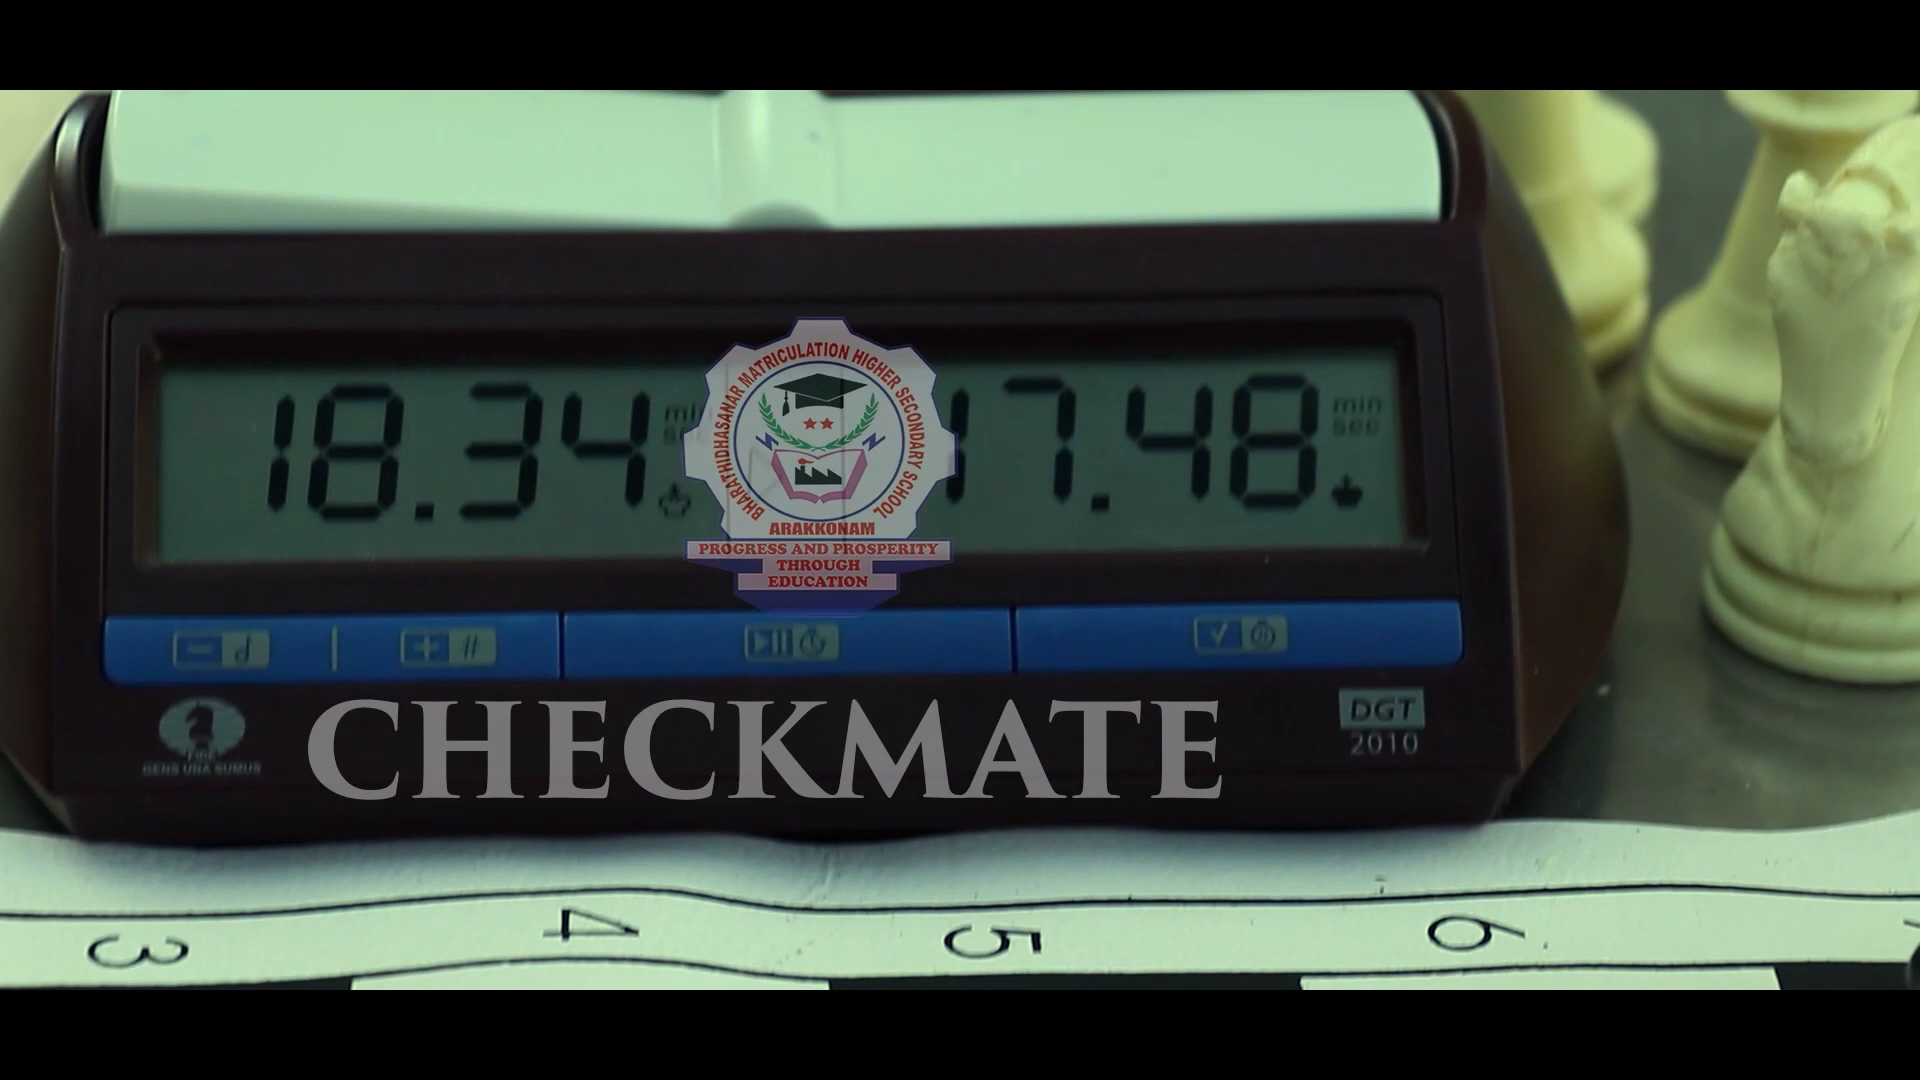 18.34 min
17.48 min
sec
BHARATHIDHASANAR MATRICULATION HIGHER SECONDARY SCHOOL
ARAKKONAM
PROGRESS AND PROSPERITY
THROUGH
EDUCATION
- + #
FIDE
GENS UNA SUMUS
CHECKMATE
DGT
2010
3 4 5 6